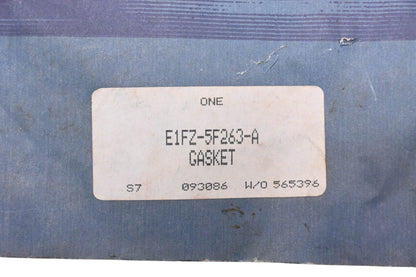 ONE
E1FZ-5F263-A
GASKET
S7 093086 W/O 565396